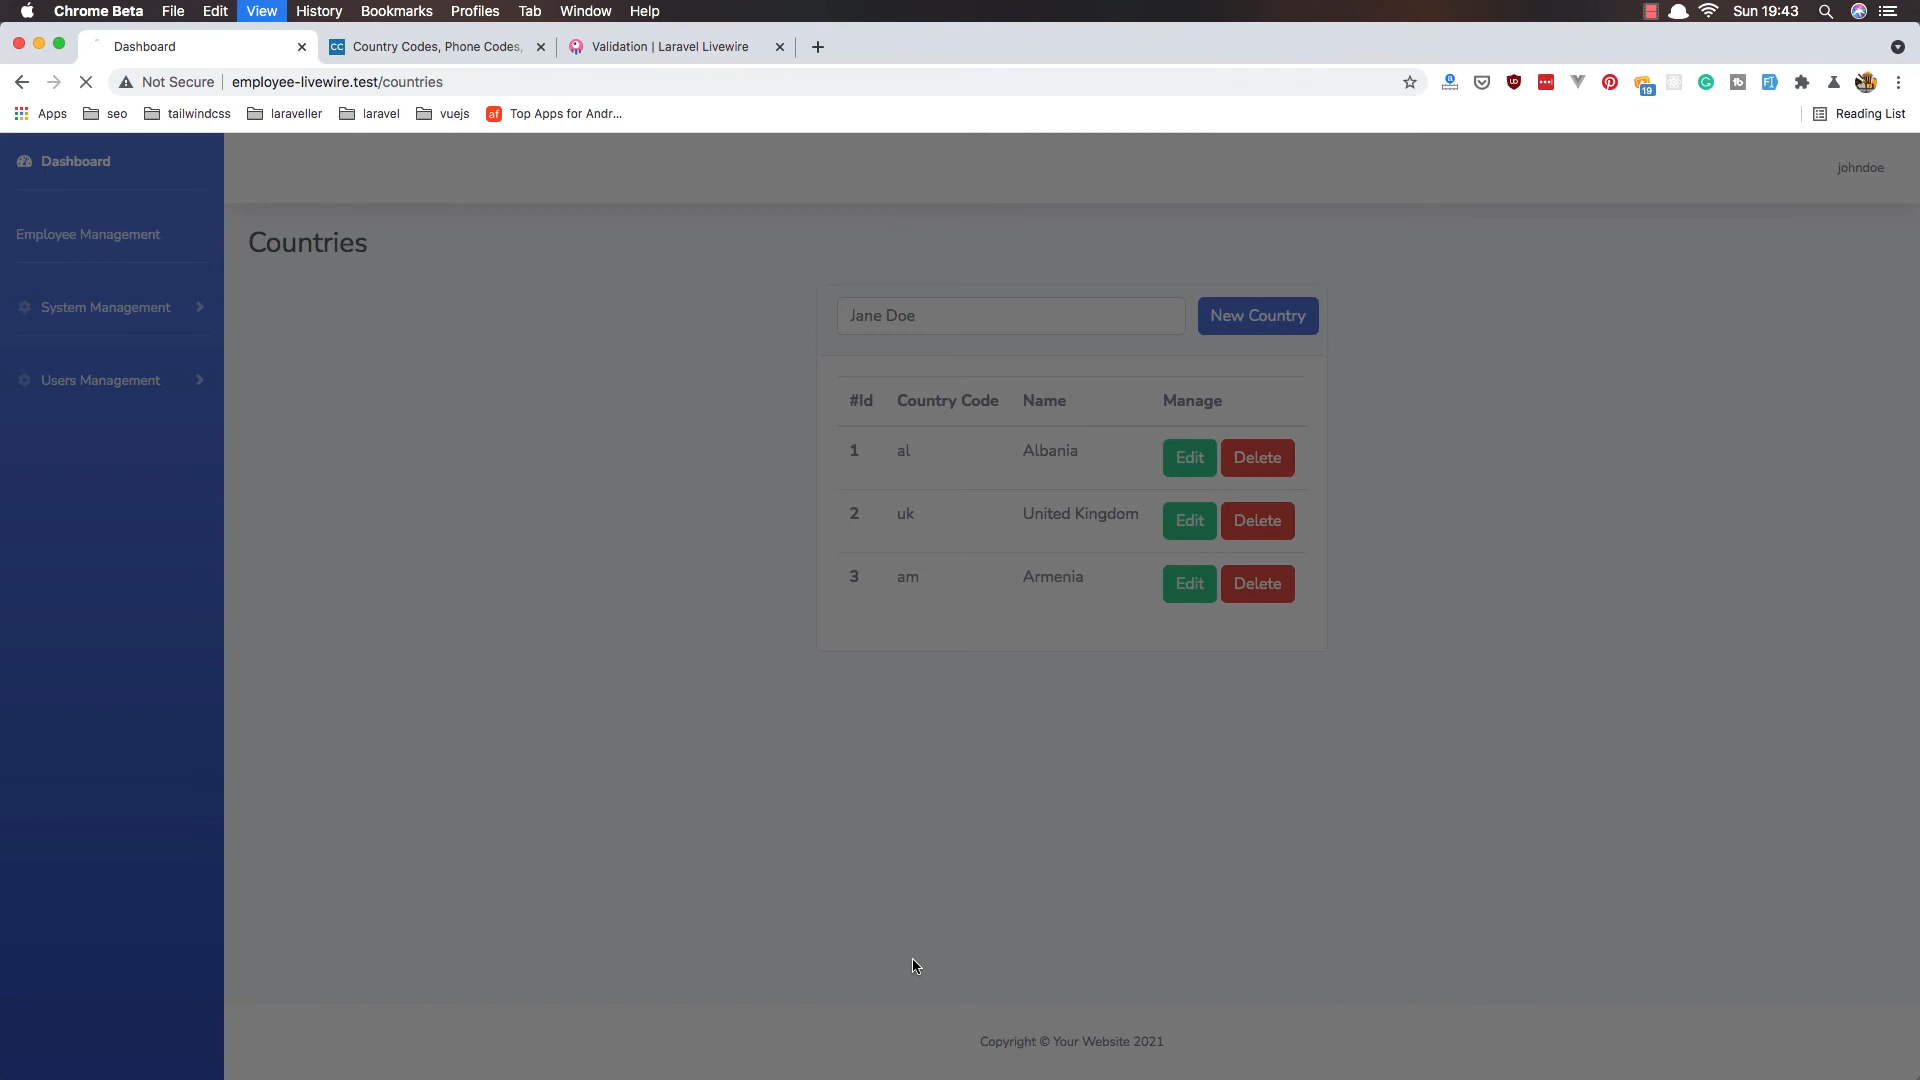 Chrome Beta File Edit View History Bookmarks Profiles Tab Window Help Sun 19:43
Dashboard Country Codes, Phone Codes, Validation | Laravel Livewire
Not Secure employee-livewire.test/countries 19
Apps seo tailwindcss laraveller laravel vuejs af Top Apps for Andr... Reading List
Dashboard
johndoe
Employee Management
Countries
System Management
Jane Doe New Country
Users Management
#Id Country Code Name Manage
1 al Albania Edit Delete
2 uk United Kingdom Edit Delete
3 am Armenia Edit Delete
Copyright © Your Website 2021